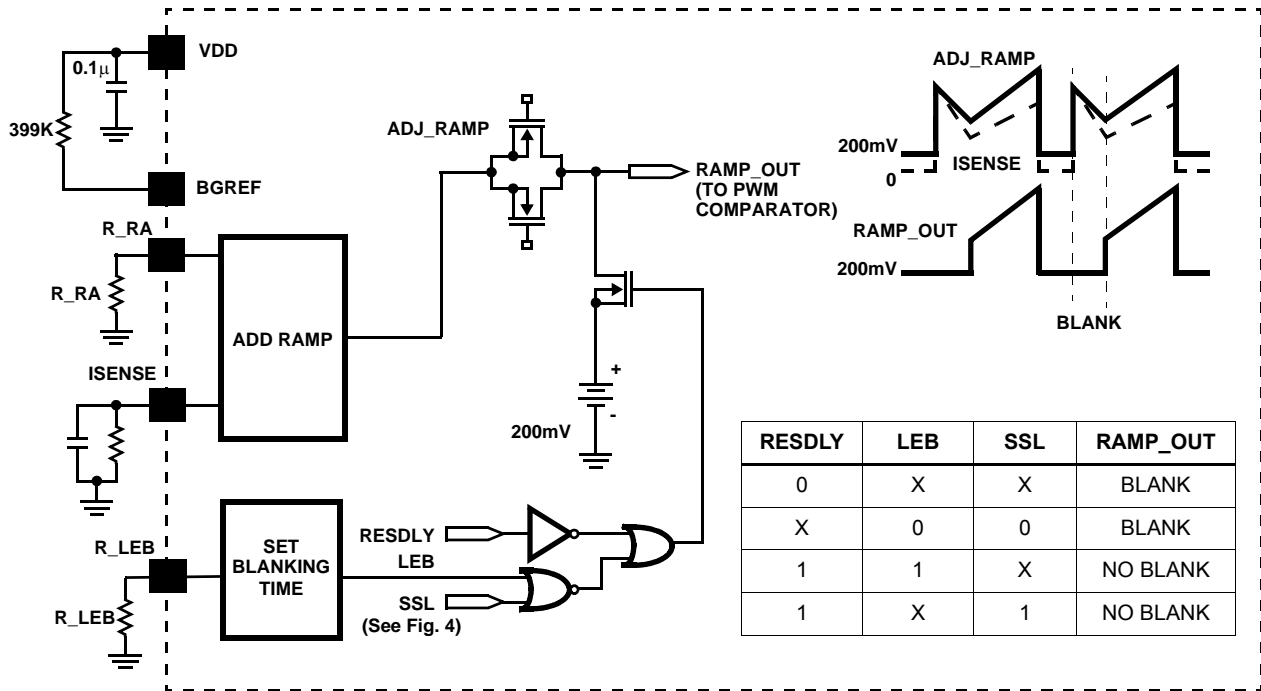 VDD
0.1µ
399K
BGREF
R_RA
R_RA
ADD RAMP
ISENSE
ADJ_RAMP
RAMP_OUT
(TO PWM
COMPARATOR)
+
-
200mV
R_LEB
R_LEB
SET
BLANKING
TIME
RESDLY
LEB
SSL
(See Fig. 4)
ADJ_RAMP
200mV
ISENSE
0
RAMP_OUT
200mV
BLANK
RESDLY LEB SSL RAMP_OUT
0 X X BLANK
X 0 0 BLANK
1 1 X NO BLANK
1 X 1 NO BLANK